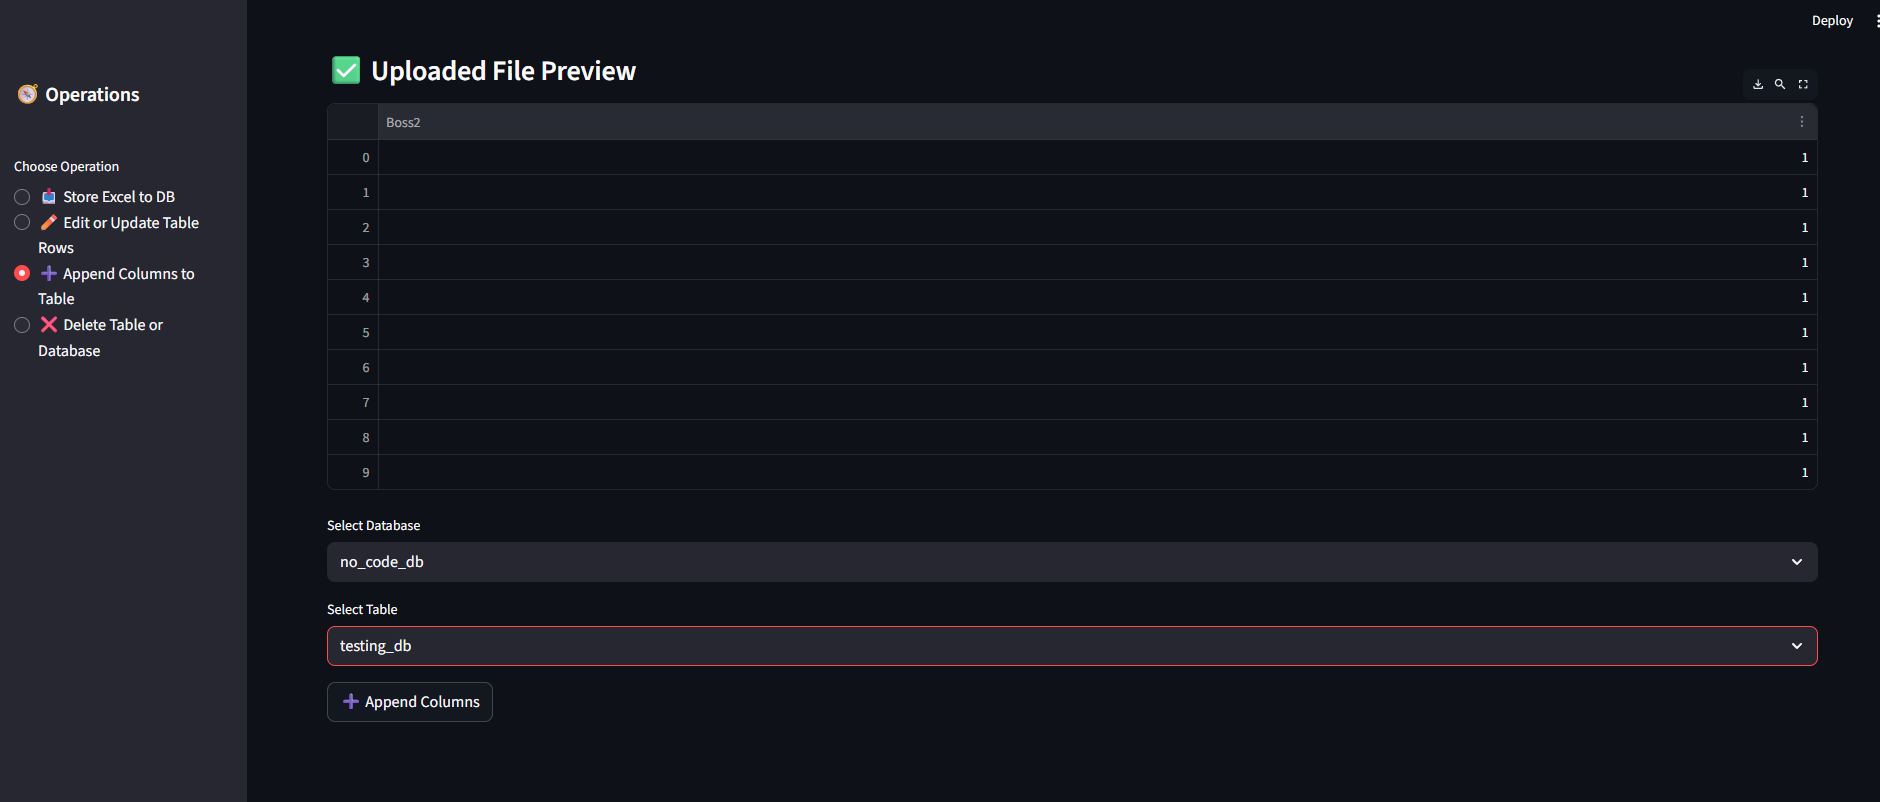 Deploy
Operations
Choose Operation
Store Excel to DB
Edit or Update Table
Rows
Append Columns to
Table
Delete Table or
Database
Uploaded File Preview
Boss2
0 1
1 1
2 1
3 1
4 1
5 1
6 1
7 1
8 1
9 1
Select Database
no_code_db
Select Table
testing_db
Append Columns